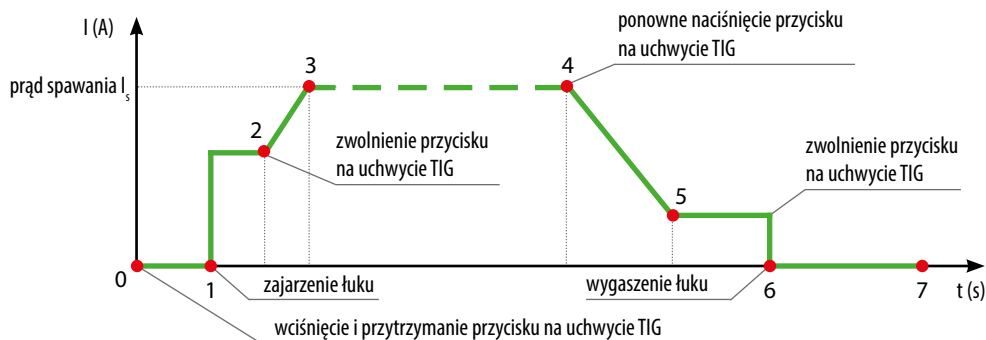 I (A)
ponowne naciśnięcie przycisku
na uchwycie TIG
3
4
prąd spawania Iₛ
2
zwolnienie przycisku
na uchwycie TIG
zwolnienie przycisku
na uchwycie TIG
5
0
1
zajarzenie łuku
wygaszenie łuku
6
7
t (s)
wciśnięcie i przytrzymanie przycisku na uchwycie TIG